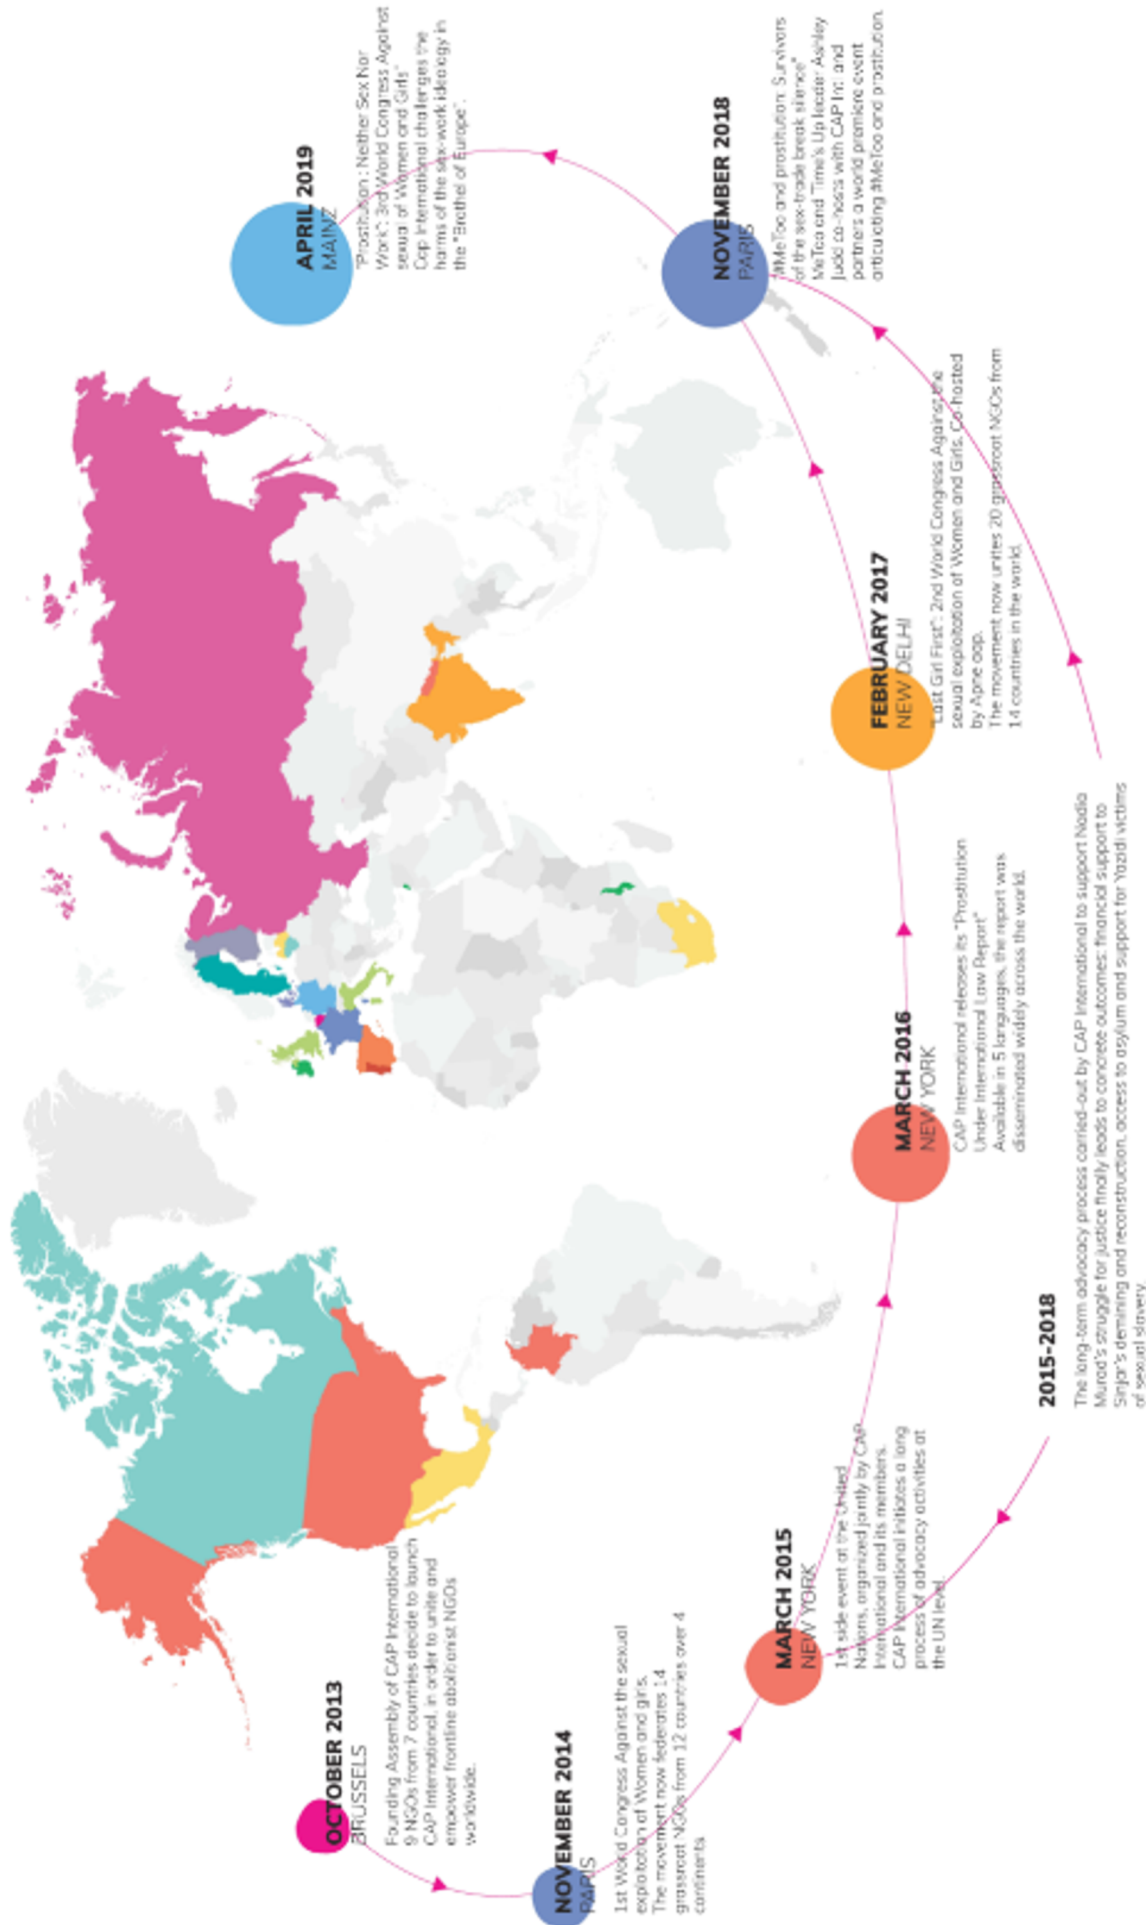 OCTOBER 2013
BRUSSELS
Founding Assembly of CAP International
9 NGOs from 7 countries decide to launch
CAP International, in order to unite and
empower frontline abolitionist NGOs
worldwide.
NOVEMBER 2014
PARIS
1st World Congress Against the sexual
exploitation of Women and girls.
The movement now federates 14
grassroot NGOs from 12 countries over 4
continents
MARCH 2015
NEW YORK
1st side event at the United
Nations, organized jointly by CAP
International and its members.
CAP International initiates a long
process of advocacy activities at
the UN level.
2015-2018
The long-term advocacy process carried-out by CAP International to support Nadia
Murad's struggle for justice finally leads to concrete outcomes: financial support to
Sinjar's demining and reconstruction, access to asylum and support for Yazidi victims
of sexual slavery.
MARCH 2016
NEW YORK
CAP International releases its "Prostitution
Under International Law Report"
Available in 5 languages, the report was
disseminated widely across the world.
FEBRUARY 2017
NEW DELHI
"Last Girl First": 2nd World Congress Against the
sexual exploitation of Women and Girls. Co-hosted
by Apne aap.
The movement now unites 20 grassroot NGOs from
14 countries in the world.
NOVEMBER 2018
PARIS
#MeToo and prostitution: Survivors
of the sex-trade break silence"
MeToo and Time's Up leader Ashley
Judd co-hosts with CAP Int and
partners a world premiere event
articulating #MeToo and prostitution.
APRIL 2019
MAINZ
"Prostitution : Neither Sex Nor
Work": 3rd World Congress Against
sexual of Women and Girls"
Cap International challenges the
harms of the sex-work ideology in
the "Brothel of Europe".